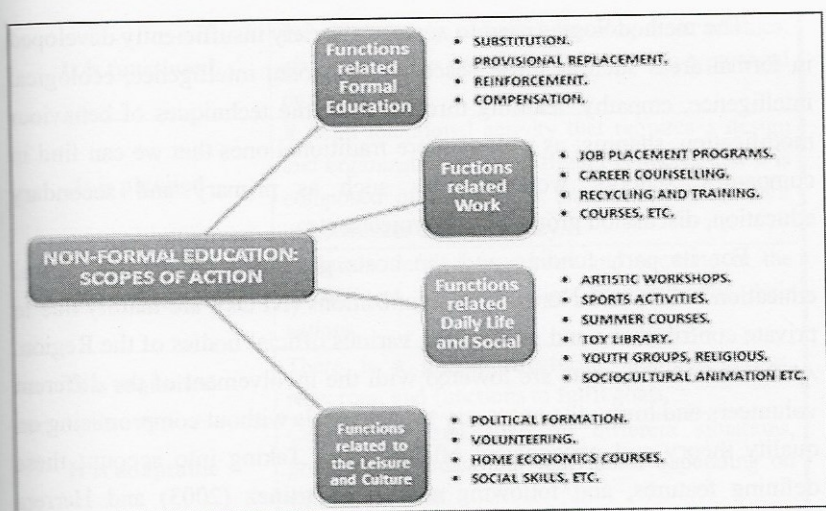 Functions
related
Formal
Education
• SUBSTITUTION.
• PROVISIONAL REPLACEMENT.
• REINFORCEMENT.
• COMPENSATION.
Fuctions
related
Work
• JOB PLACEMENT PROGRAMS.
• CAREER COUNSELLING.
• RECYCLING AND TRAINING.
• COURSES, ETC.
NON-FORMAL EDUCATION:
SCOPES OF ACTION
Functions
related
Daily Life
and Social
• ARTISTIC WORKSHOPS.
• SPORTS ACTIVITIES.
• SUMMER COURSES.
• TOY LIBRARY.
• YOUTH GROUPS, RELIGIOUS.
• SOCIOCULTURAL ANIMATION ETC.
Functions
related to
the Leisure
and Culture
• POLITICAL FORMATION.
• VOLUNTEERING.
• HOME ECONOMICS COURSES.
• SOCIAL SKILLS, ETC.